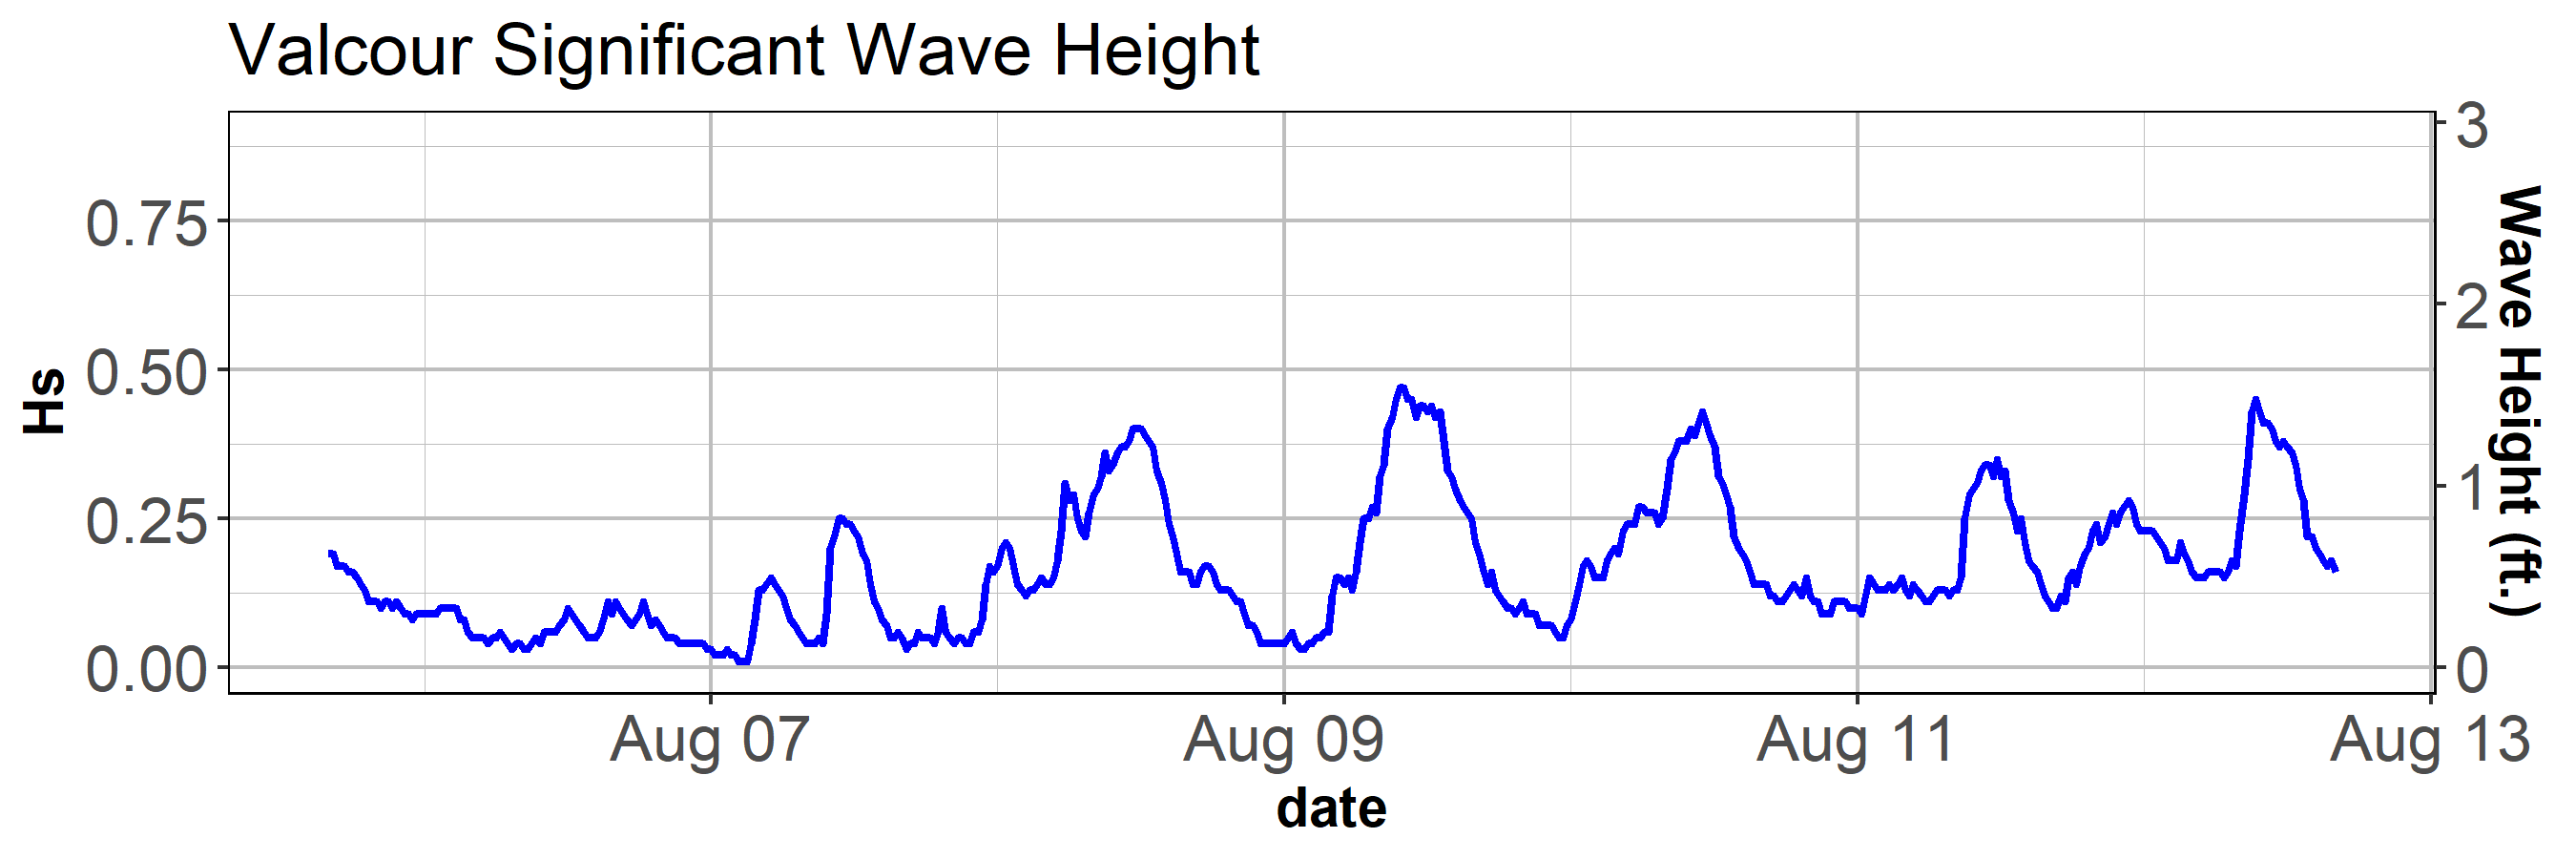 Valcour Significant Wave Height
Hs
0.75
0.50
0.25
0.00
3
2
1
0
Wave Height (ft.)
Aug 07 Aug 09 Aug 11 Aug 13
date